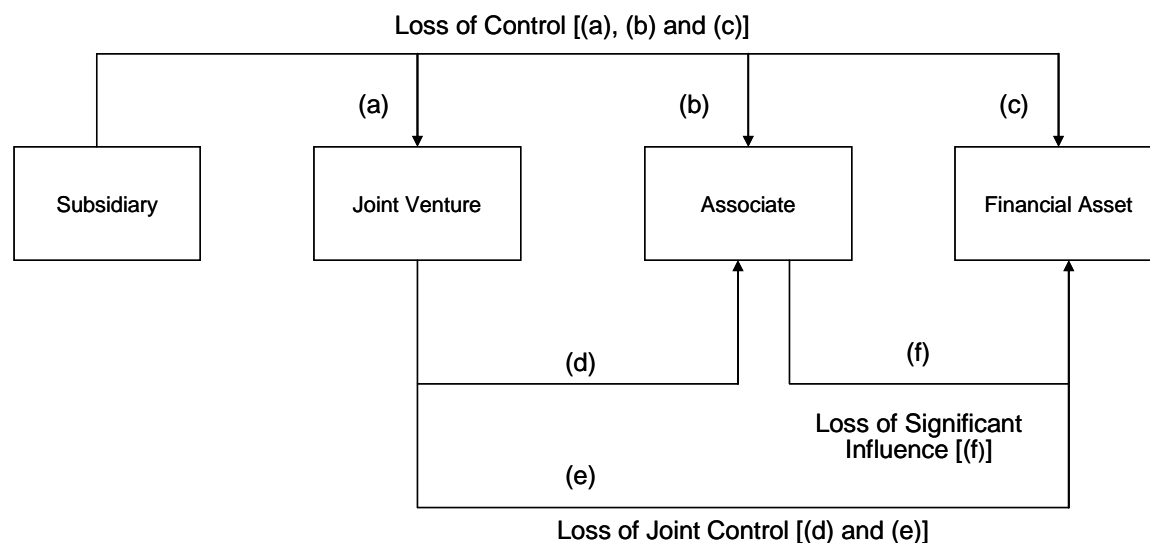 Loss of Control [(a), (b) and (c)]
(a)
(b)
(c)
Subsidiary
Joint Venture
Associate
Financial Asset
(d)
(f)
Loss of Significant
Influence [(f)]
(e)
Loss of Joint Control [(d) and (e)]